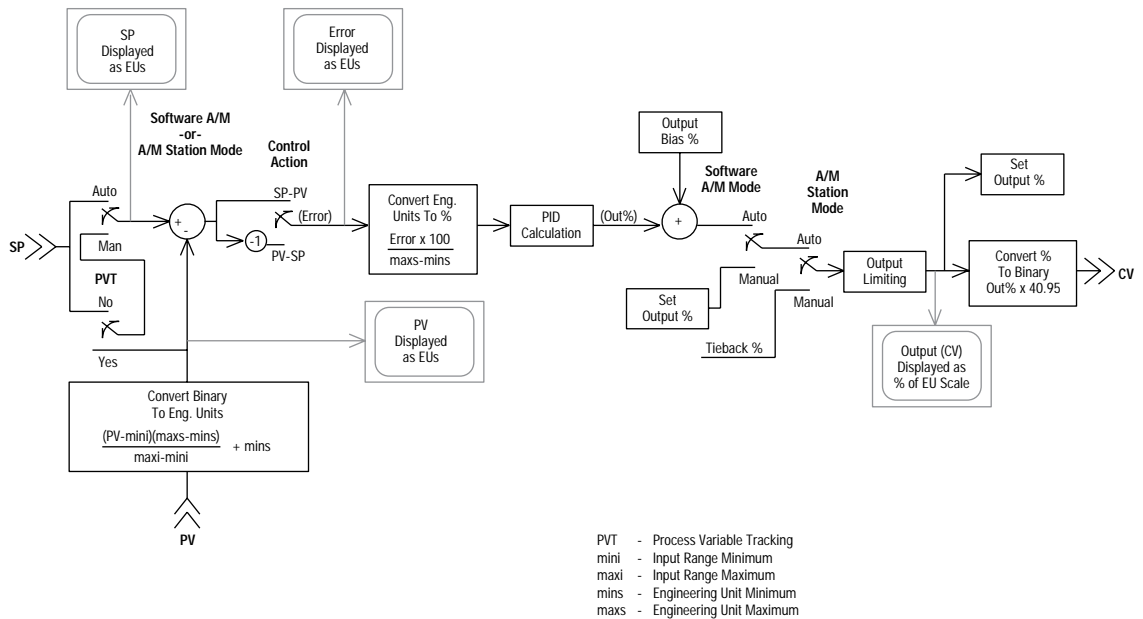 SP
Displayed
as EUs
Error
Displayed
as EUs
Software A/M
-or-
A/M Station Mode
Control
Action
Output
Bias %
Software
A/M Mode
A/M
Station
Mode
Set
Output %
Auto
SP-PV
(Error)
Convert Eng.
Units To %
Error x 100
maxs-mins
PID
Calculation
(Out%)
+
Auto
Auto
SP
Man
+
-
-1
PV-SP
Output
Limiting
Convert %
To Binary
Out% x 40.95
CV
PVT
No
Manual
Manual
Set
Output %
Tieback %
Yes
PV
Displayed
as EUs
Output (CV)
Displayed as
% of EU Scale
Convert Binary
To Eng. Units
(PV-mini)(maxs-mins)
maxi-mini
+ mins
PV
PVT - Process Variable Tracking
mini - Input Range Minimum
maxi - Input Range Maximum
mins - Engineering Unit Minimum
maxs - Engineering Unit Maximum